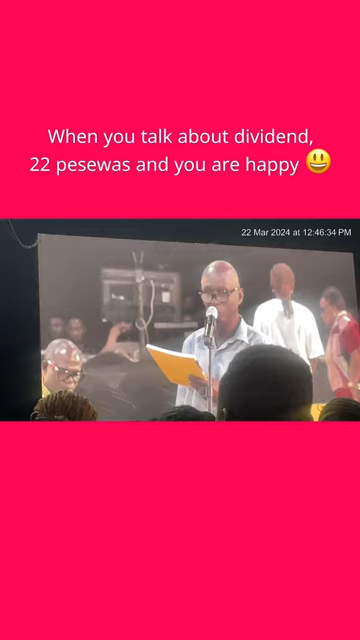 When you talk about dividend,
22 pesewas and you are happy 😃
22 Mar 2024 at 12:46:34 PM